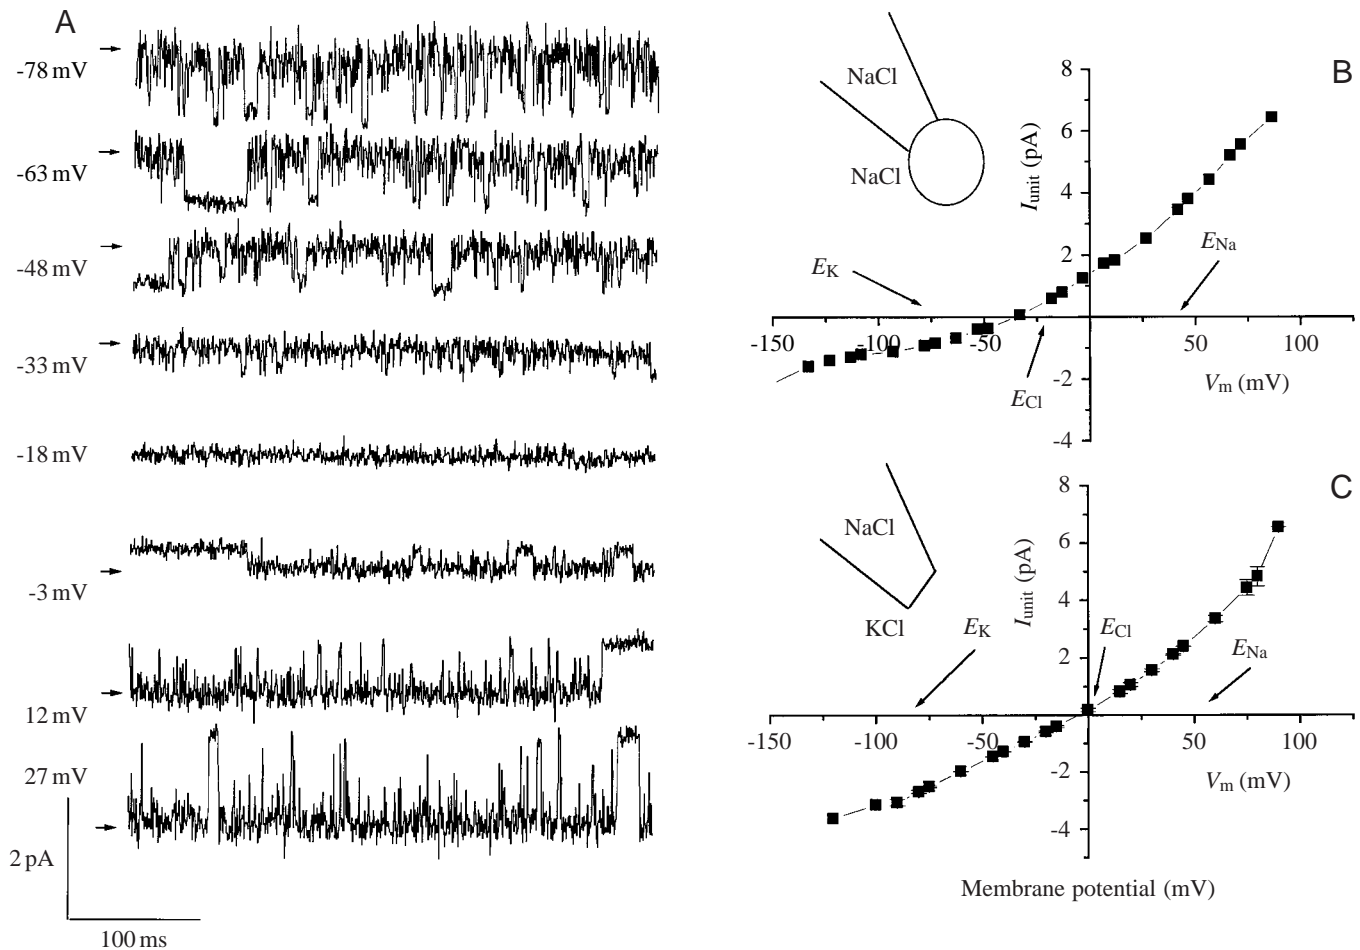 A
-78 mV
-63 mV
-48 mV
-33 mV
-18 mV
-3 mV
12 mV
27 mV
2 pA
100 ms
B
NaCl
NaCl
Iunit (pA)
8
6
4
2
-2
-4
-150 -100 -50 50 100
EK
ENa
ECl
Vm (mV)
C
NaCl
KCl
Iunit (pA)
8
6
4
2
0
-2
-4
-150 -100 -50 50 100
EK
ECl
ENa
Vm (mV)
Membrane potential (mV)